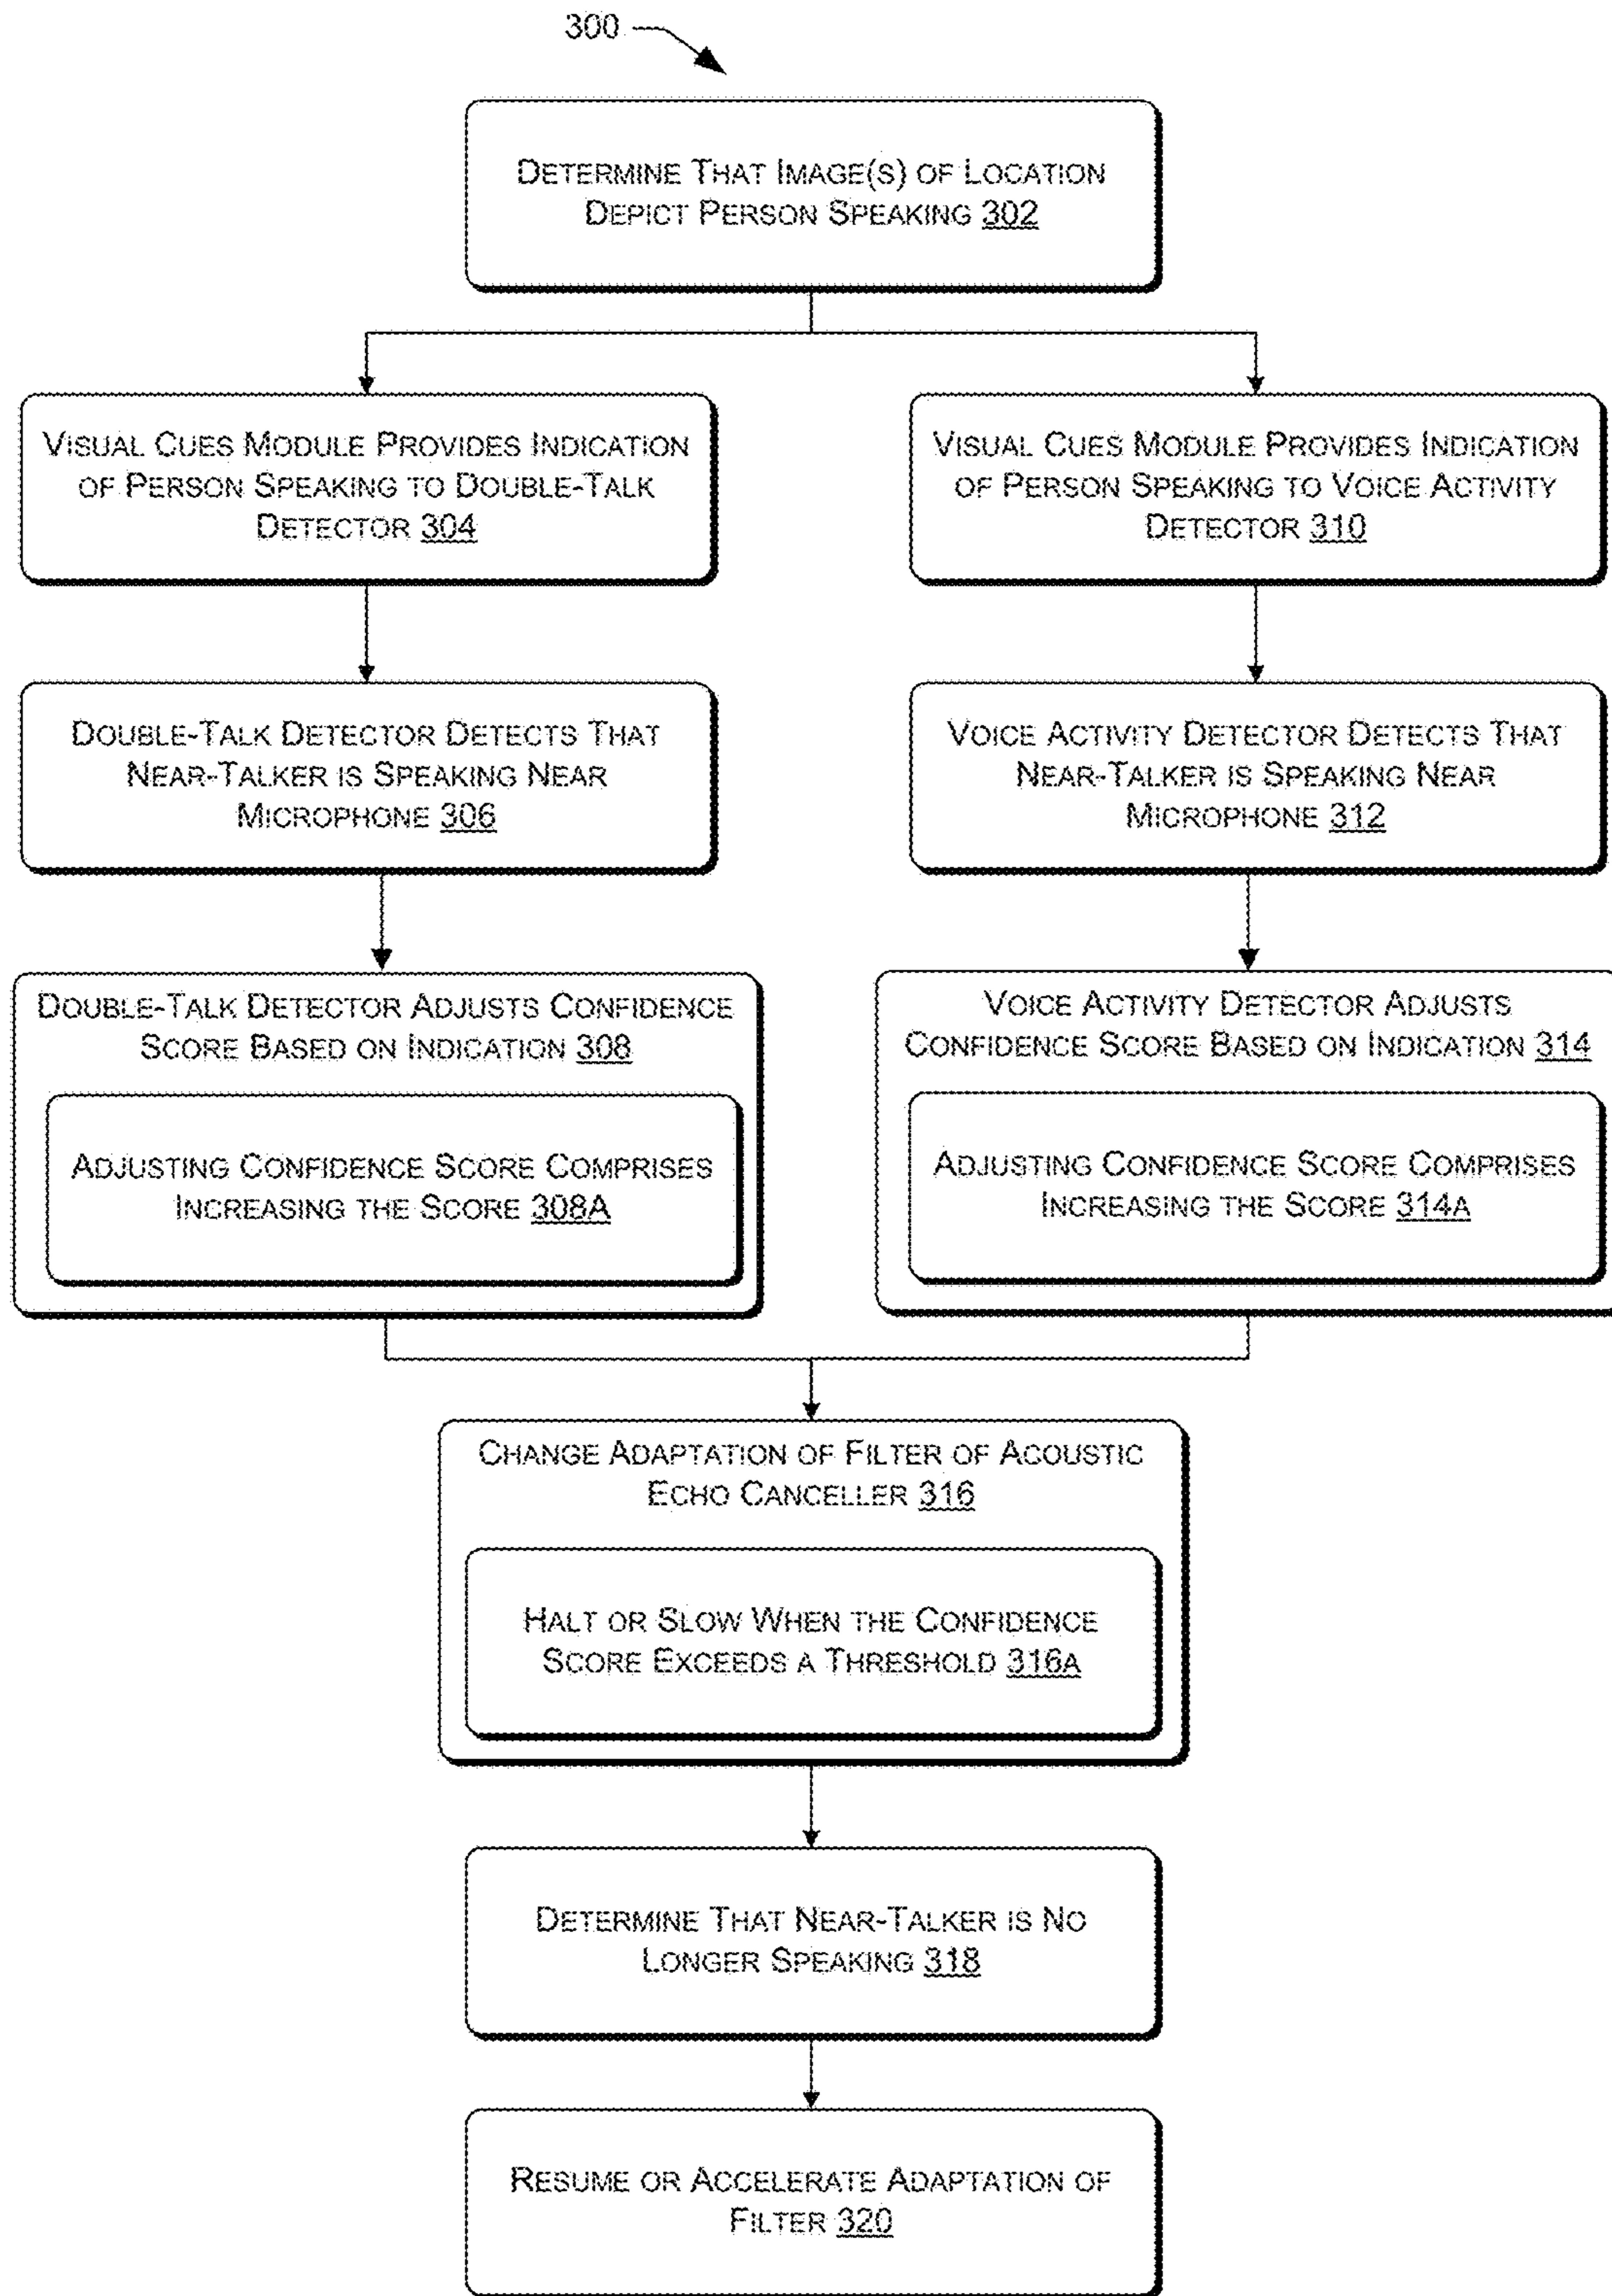 300
DETERMINE THAT IMAGE(S) OF LOCATION
DEPICT PERSON SPEAKING 302
VISUAL CUES MODULE PROVIDES INDICATION
OF PERSON SPEAKING TO DOUBLE-TALK
DETECTOR 304
VISUAL CUES MODULE PROVIDES INDICATION
OF PERSON SPEAKING TO VOICE ACTIVITY
DETECTOR 310
DOUBLE-TALK DETECTOR DETECTS THAT
NEAR-TALKER IS SPEAKING NEAR
MICROPHONE 306
VOICE ACTIVITY DETECTOR DETECTS THAT
NEAR-TALKER IS SPEAKING NEAR
MICROPHONE 312
DOUBLE-TALK DETECTOR ADJUSTS CONFIDENCE
SCORE BASED ON INDICATION 308
ADJUSTING CONFIDENCE SCORE COMPRISES
INCREASING THE SCORE 308A
VOICE ACTIVITY DETECTOR ADJUSTS
CONFIDENCE SCORE BASED ON INDICATION 314
ADJUSTING CONFIDENCE SCORE COMPRISES
INCREASING THE SCORE 314A
CHANGE ADAPTATION OF FILTER OF ACOUSTIC
ECHO CANCELLER 316
HALT OR SLOW WHEN THE CONFIDENCE
SCORE EXCEEDS A THRESHOLD 316A
DETERMINE THAT NEAR-TALKER IS NO
LONGER SPEAKING 318
RESUME OR ACCELERATE ADAPTATION OF
FILTER 320